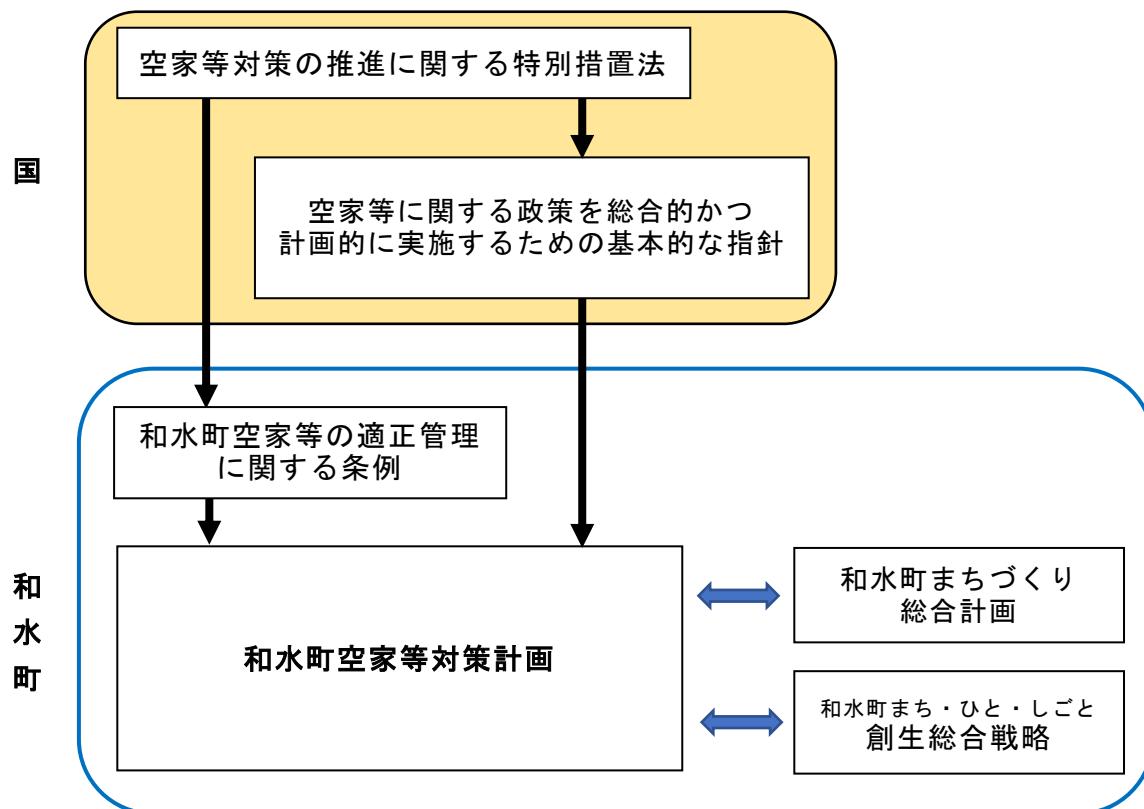 空家等対策の推進に関する特別措置法
国
空家等に関する政策を総合的かつ
計画的に実施するための基本的な指針
和水町空家等の適正管理
に関する条例
和
水
町
和水町空家等対策計画
和水町まちづくり
総合計画
和水町まち・ひと・しごと
創生総合戦略